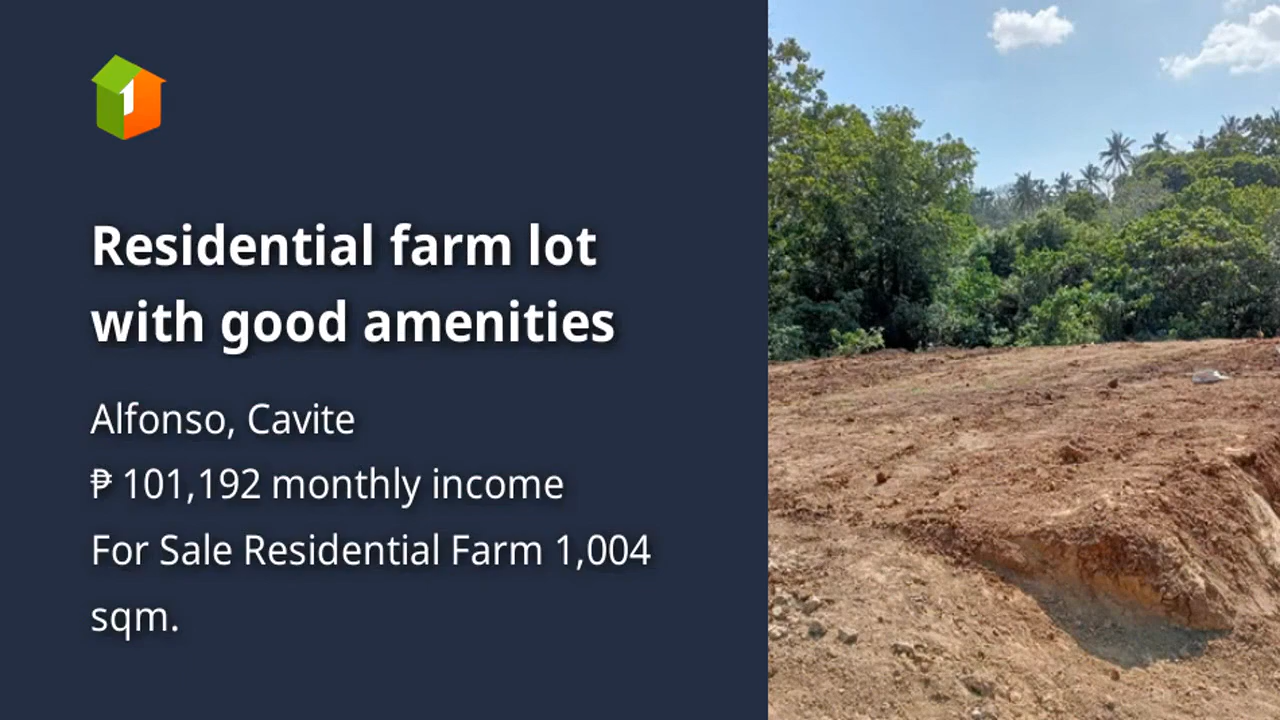 Residential farm lot
with good amenities
Alfonso, Cavite
₱ 101,192 monthly income
For Sale Residential Farm 1,004
sqm.